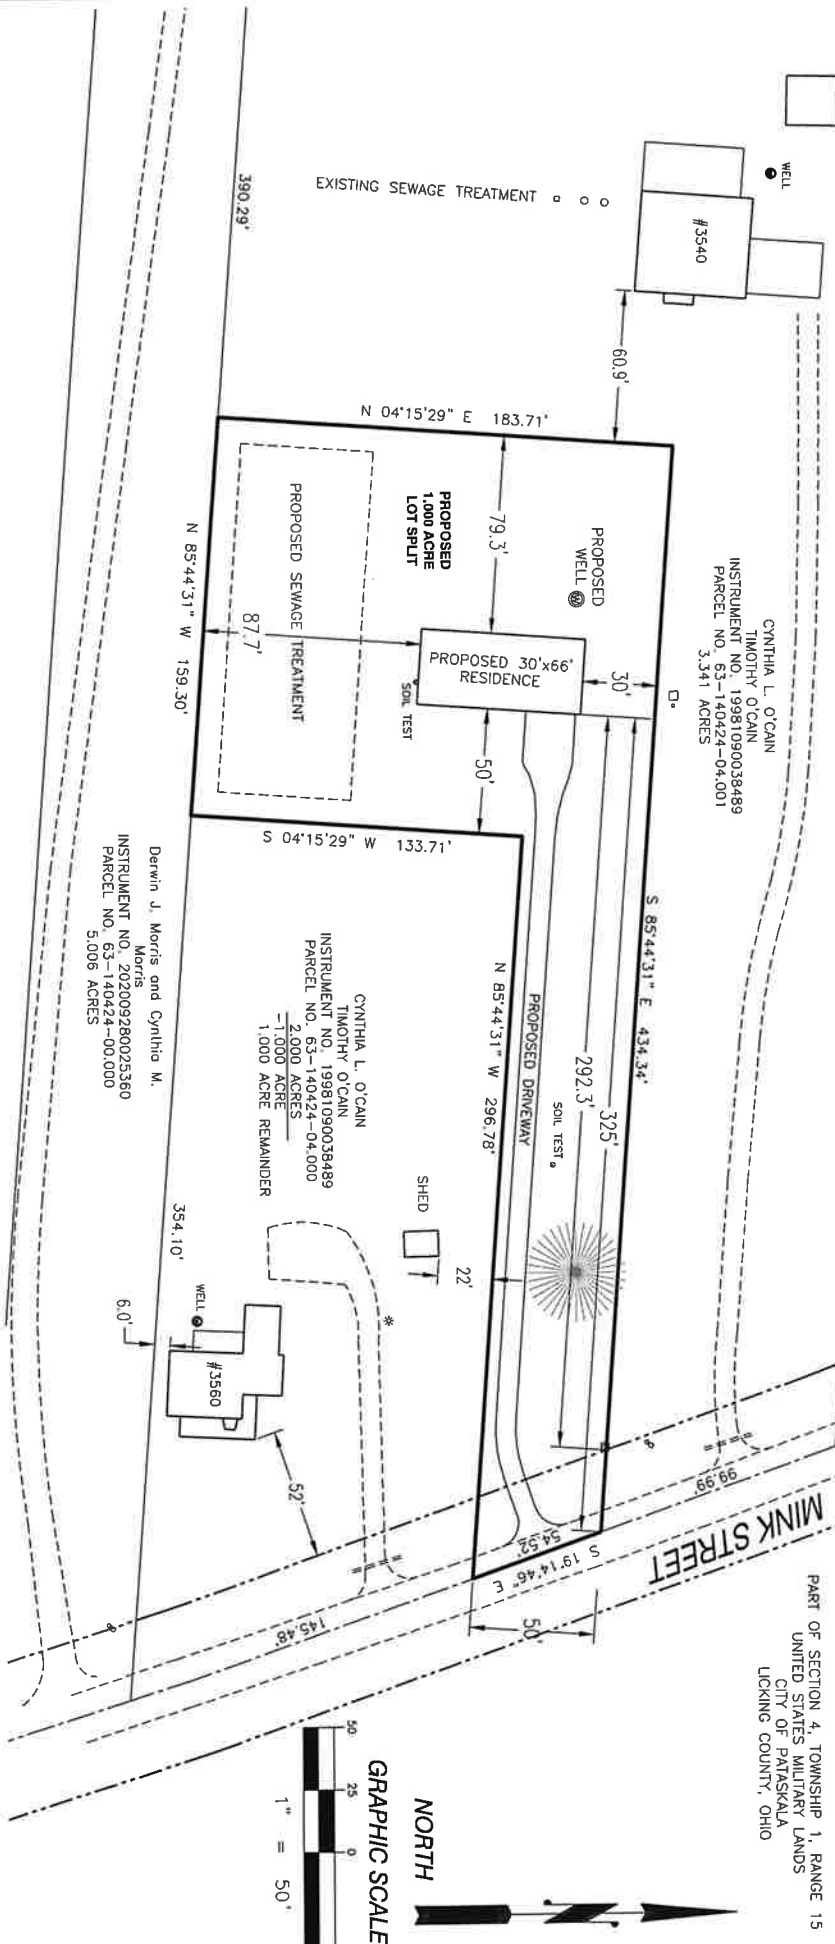 PART OF SECTION 4, TOWNSHIP 1, RANGE 15
UNITED STATES MILITARY LANDS
CITY OF PATASKALA
LICKING COUNTY, OHIO
MINK STREET
NORTH
GRAPHIC SCALE
50
25
0
1" = 50'
WELL
#3540
EXISTING SEWAGE TREATMENT
390.29'
60.9'
N 04°15'29" E 183.71'
CYNTHIA L. O'CAIN
TIMOTHY O'CAIN
INSTRUMENT NO. 199810090038489
PARCEL NO. 63-140424-04.001
3.341 ACRES
PROPOSED
WELL
W
PROPOSED
1.000 ACRE
LOT SPLIT
79.3'
PROPOSED 30'x66'
RESIDENCE
30'
SOIL TEST
PROPOSED SEWAGE TREATMENT
87.7'
50'
N 85°44'31" W 159.30'
S 04°15'29" W 133.71'
S 85°44'31" E 434.34'
325'
292.3'
SOIL TEST
PROPOSED DRIVEWAY
N 85°44'31" W 296.78'
CYNTHIA L. O'CAIN
TIMOTHY O'CAIN
INSTRUMENT NO. 199810090038489
PARCEL NO. 63-140424-04.000
2.000 ACRES
-1.000 ACRE
1.000 ACRE REMAINDER
Derwin J. Morris and Cynthia M.
Morris
INSTRUMENT NO. 202009280025360
PARCEL NO. 63-140424-00.000
5.006 ACRES
SHED
22'
354.10'
WELL
#3560
6.0'
52'
99.99'
54.52'
S 19°14'46" E
50'
145.48'